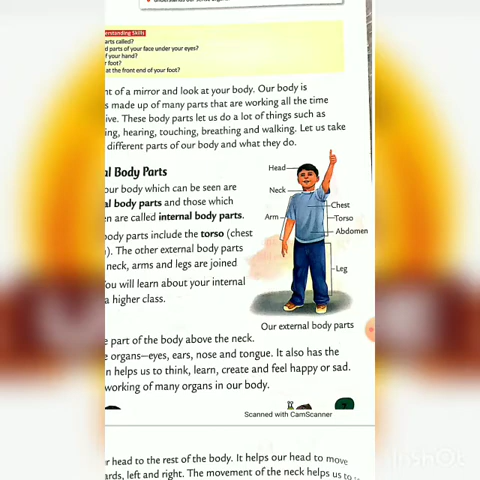 understands our sense
erstanding Skills
arts called?
d parts of your face under your eyes?
f your hand?
r foot?
at the front end of your foot?
nt of a mirror and look at your body. Our body is
s made up of many parts that are working all the time
ive. These body parts let us do a lot of things such as
ing, hearing, touching, breathing and walking. Let us take
different parts of our body and what they do.
al Body Parts
our body which can be seen are
al body parts and those which
en are called internal body parts.
body parts include the torso (chest
). The other external body parts
neck, arms and legs are joined
You will learn about your internal
a higher class.
Head
Neck
Chest
Arm
Torso
Abdomen
Leg
Our external body parts
e part of the body above the neck.
e organs—eyes, ears, nose and tongue. It also has the
n helps us to think, learn, create and feel happy or sad.
working of many organs in our body.
Scanned with CamScanner
r head to the rest of the body. It helps our head to move
ards, left and right. The movement of the neck helps us to
InShOt